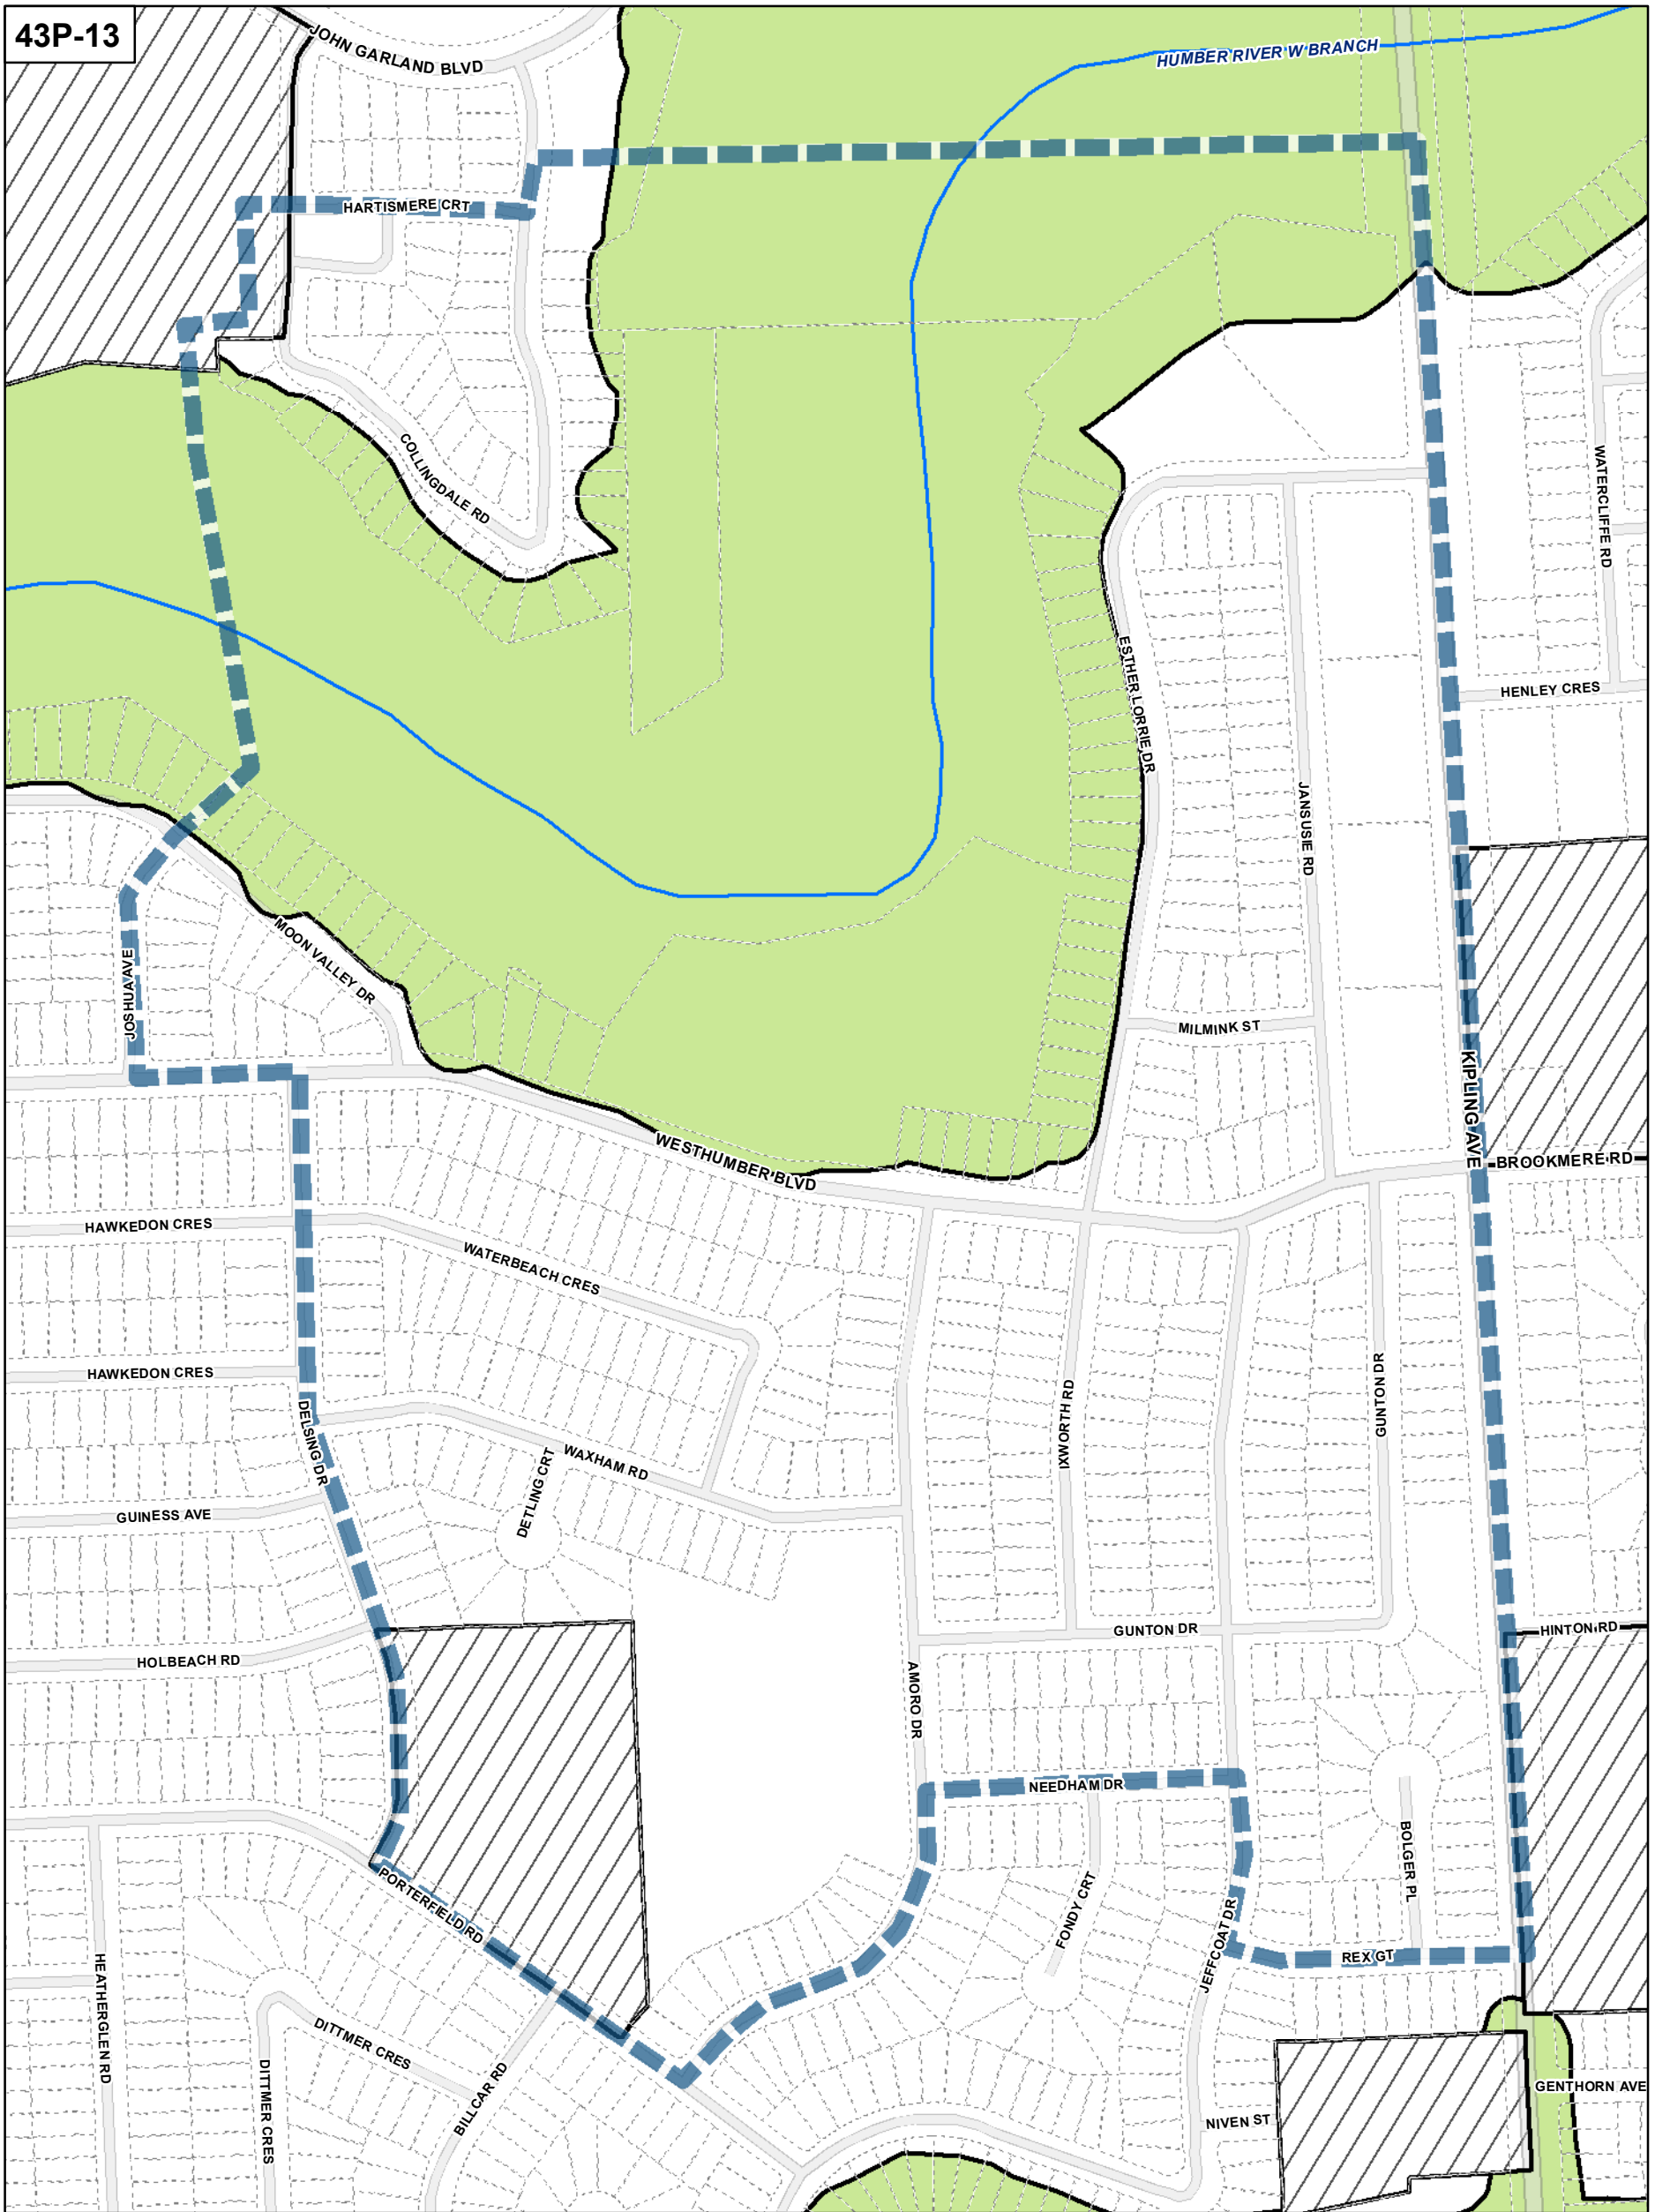 43P-13
JOHN GARLAND BLVD
HUMBER RIVER W BRANCH
HARTISMERE CRT
COLLINGDALE RD
WATERCLIFFE RD
ESTHER LORRIE DR
HENLEY CRES
JANSUSIE RD
MOON VALLEY DR
JOSHUA AVE
MILMINK ST
KIPLING AVE
WESTHUMBER BLVD
BROOKMERE RD
HAWKEDON CRES
WATERBEACH CRES
HAWKEDON CRES
GUNTON DR
IXWORTH RD
DELSING DR
WAXHAM RD
DETLING CRT
GUINESS AVE
GUNTON DR
HINTON RD
HOLBEACH RD
AMORO DR
NEEDHAM DR
BOLGER PL
FONDY CRT
PORTERFIELD RD
JEFFCOAT DR
REX GT
HEATHERGLEN RD
DITTMER CRES
DITTMER CRES
BILLCAR RD
GENTHORN AVE
NIVEN ST